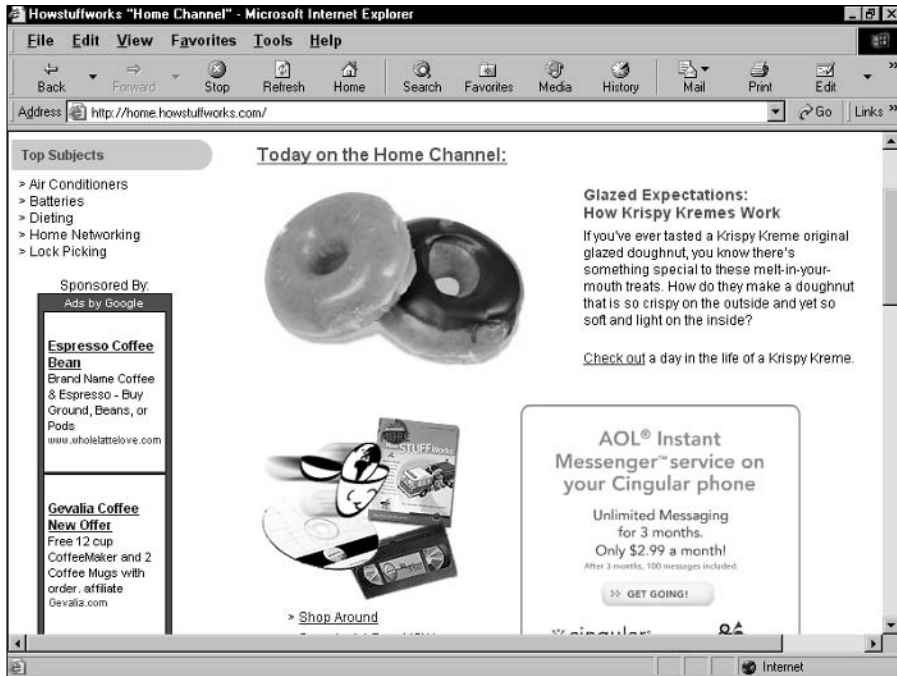 Howstuffworks "Home Channel" - Microsoft Internet Explorer
File Edit View Favorites Tools Help
Back Forward Stop Refresh Home Search Favorites Media History Mail Print Edit
Address http://home.howstuffworks.com/ Go Links
Top Subjects
> Air Conditioners
> Batteries
> Dieting
> Home Networking
> Lock Picking
Sponsored By:
Ads by Google
Espresso Coffee
Bean
Brand Name Coffee
& Espresso - Buy
Ground, Beans, or
Pods
www.wholelattelove.com
Gevalia Coffee
New Offer
Free 12 cup
CoffeeMaker and 2
Coffee Mugs with
order. affiliate
Gevalia.com
Today on the Home Channel:
Glazed Expectations:
How Krispy Kremes Work
If you've ever tasted a Krispy Kreme original
glazed doughnut, you know there's
something special to these melt-in-your-
mouth treats. How do they make a doughnut
that is so crispy on the outside and yet so
soft and light on the inside?
Check out a day in the life of a Krispy Kreme.
MORE
STUFF Works
> Shop Around
AOL® Instant
Messenger™ service on
your Cingular phone
Unlimited Messaging
for 3 months.
Only $2.99 a month!
After 3 months, 100 messages included.
>> GET GOING!
cingular
Internet